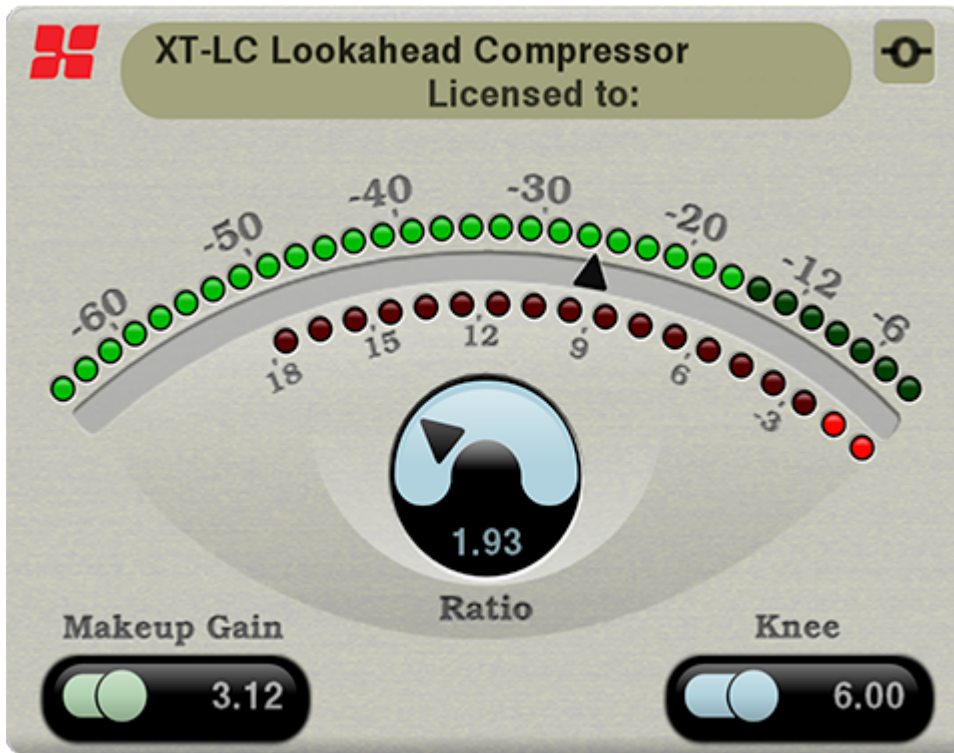 XT-LC Lookahead Compressor
Licensed to:
-60 -50 -40 -30 -20 -12 -6
18 15 12 9 6 -3
1.93
Ratio
Makeup Gain
3.12
Knee
6.00